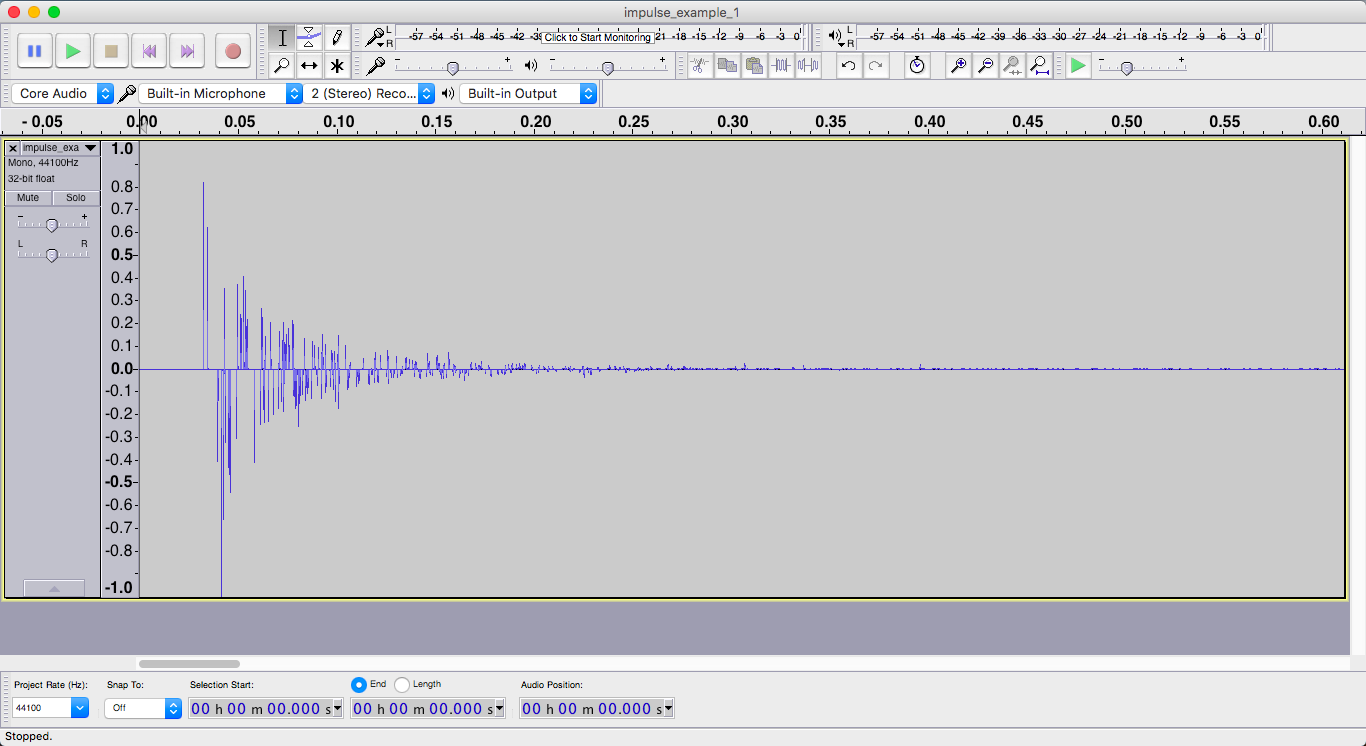 impulse_example_1
L
R
-57 -54 -51 -48 -45 -42 Click to Start Monitoring 21 -18 -15 -12 -9 -6 -3 0
L
R
-57 -54 -51 -48 -45 -42 -39 -36 -33 -30 -27 -24 -21 -18 -15 -12 -9 -6 -3 0
- + - + - +
Core Audio Built-in Microphone 2 (Stereo) Reco... Built-in Output
- 0.05 0.00 0.05 0.10 0.15 0.20 0.25 0.30 0.35 0.40 0.45 0.50 0.55 0.60
impulse_exa
Mono, 44100Hz
32-bit float
Mute Solo
- +
L R
1.0
0.8-
0.7-
0.6-
0.5-
0.4-
0.3-
0.2-
0.1-
0.0-
-0.1-
-0.2-
-0.3-
-0.4-
-0.5-
-0.6-
-0.7-
-0.8-
-1.0
Project Rate (Hz): Snap To: Selection Start: End Length Audio Position:
44100 Off 00 h 00 m 00.000 s 00 h 00 m 00.000 s 00 h 00 m 00.000 s
Stopped.